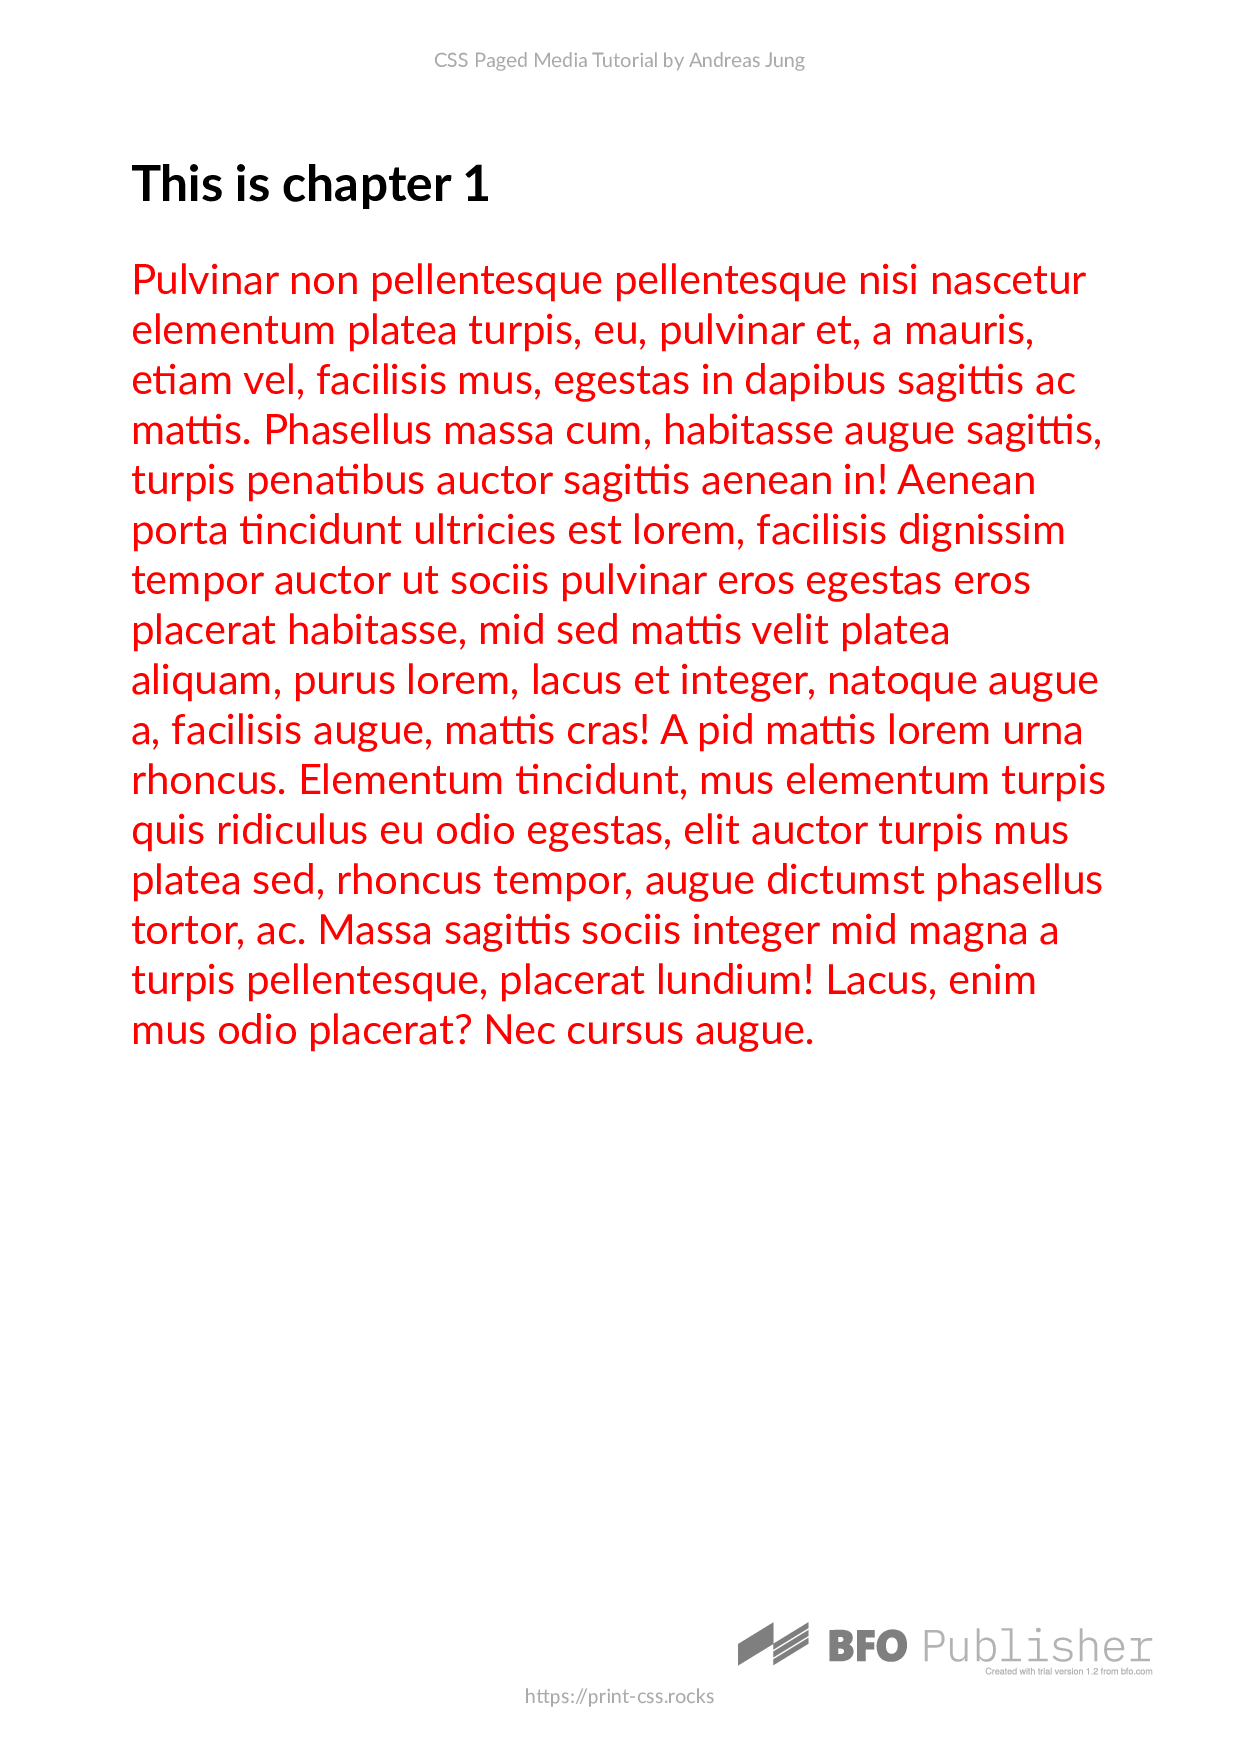 CSS Paged Media Tutorial by Andreas Jung
This is chapter 1
Pulvinar non pellentesque pellentesque nisi nascetur
elementum platea turpis, eu, pulvinar et, a mauris,
etiam vel, facilisis mus, egestas in dapibus sagittis ac
mattis. Phasellus massa cum, habitasse augue sagittis,
turpis penatibus auctor sagittis aenean in! Aenean
porta tincidunt ultricies est lorem, facilisis dignissim
tempor auctor ut sociis pulvinar eros egestas eros
placerat habitasse, mid sed mattis velit platea
aliquam, purus lorem, lacus et integer, natoque augue
a, facilisis augue, mattis cras! A pid mattis lorem urna
rhoncus. Elementum tincidunt, mus elementum turpis
quis ridiculus eu odio egestas, elit auctor turpis mus
platea sed, rhoncus tempor, augue dictumst phasellus
tortor, ac. Massa sagittis sociis integer mid magna a
turpis pellentesque, placerat lundium! Lacus, enim
mus odio placerat? Nec cursus augue.
BFO Publisher
Created with trial version 1.2 from bfo.com
https://print-css.rocks